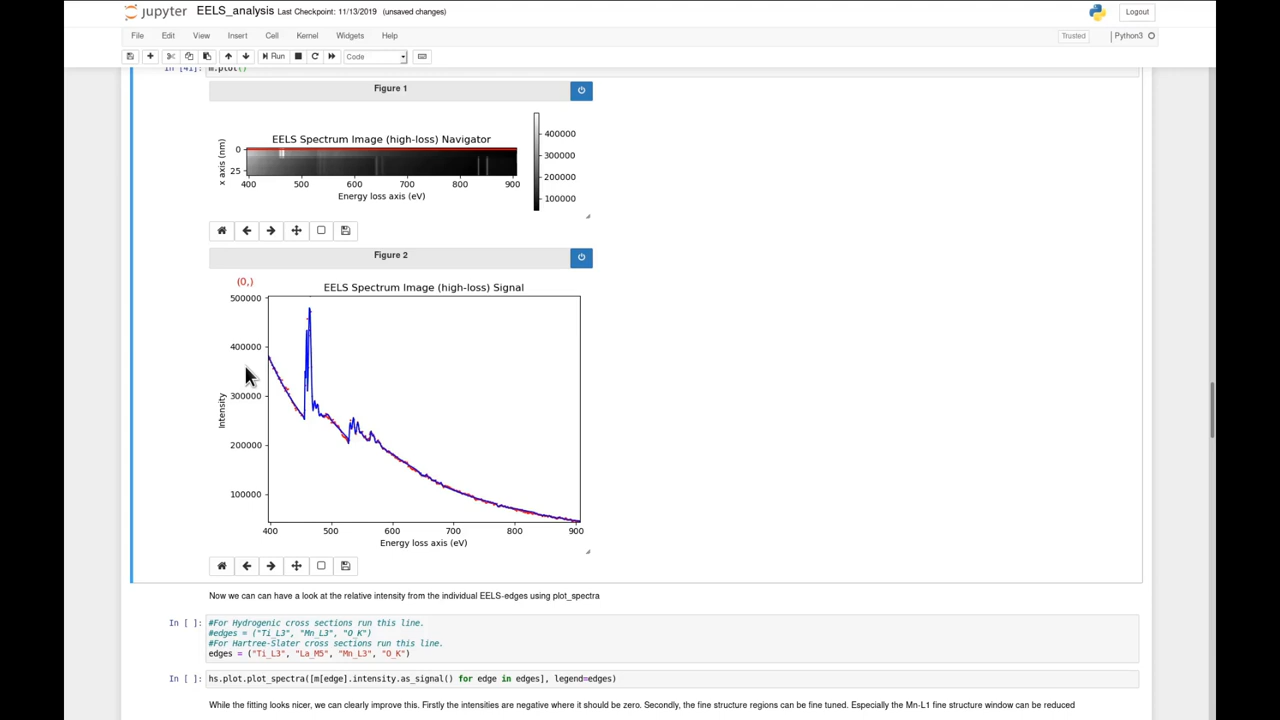 jupyter EELS_analysis Last Checkpoint: 11/13/2019 (unsaved changes) Logout
File Edit View Insert Cell Kernel Widgets Help Trusted Python3
Run Code
In [41]: m.plot()
Figure 1
EELS Spectrum Image (high-loss) Navigator
x axis (nm)
0
25
400 500 600 700 800 900
Energy loss axis (eV)
400000
300000
200000
100000
Figure 2
(0,)
EELS Spectrum Image (high-loss) Signal
Intensity
500000
400000
300000
200000
100000
400 500 600 700 800 900
Energy loss axis (eV)
Now we can can have a look at the relative intensity from the individual EELS-edges using plot_spectra
In [ ]: #For Hydrogenic cross sections run this line.
#edges = ("Ti_L3", "Mn_L3", "O_K")
#For Hartree-Slater cross sections run this line.
edges = ("Ti_L3", "La_M5", "Mn_L3", "O_K")
In [ ]: hs.plot.plot_spectra([m[edge].intensity.as_signal() for edge in edges], legend=edges)
While the fitting looks nicer, we can clearly improve this. Firstly the intensities are negative where it should be zero. Secondly, the fine structure regions can be fine tuned. Especially the Mn-L1 fine structure window can be reduced